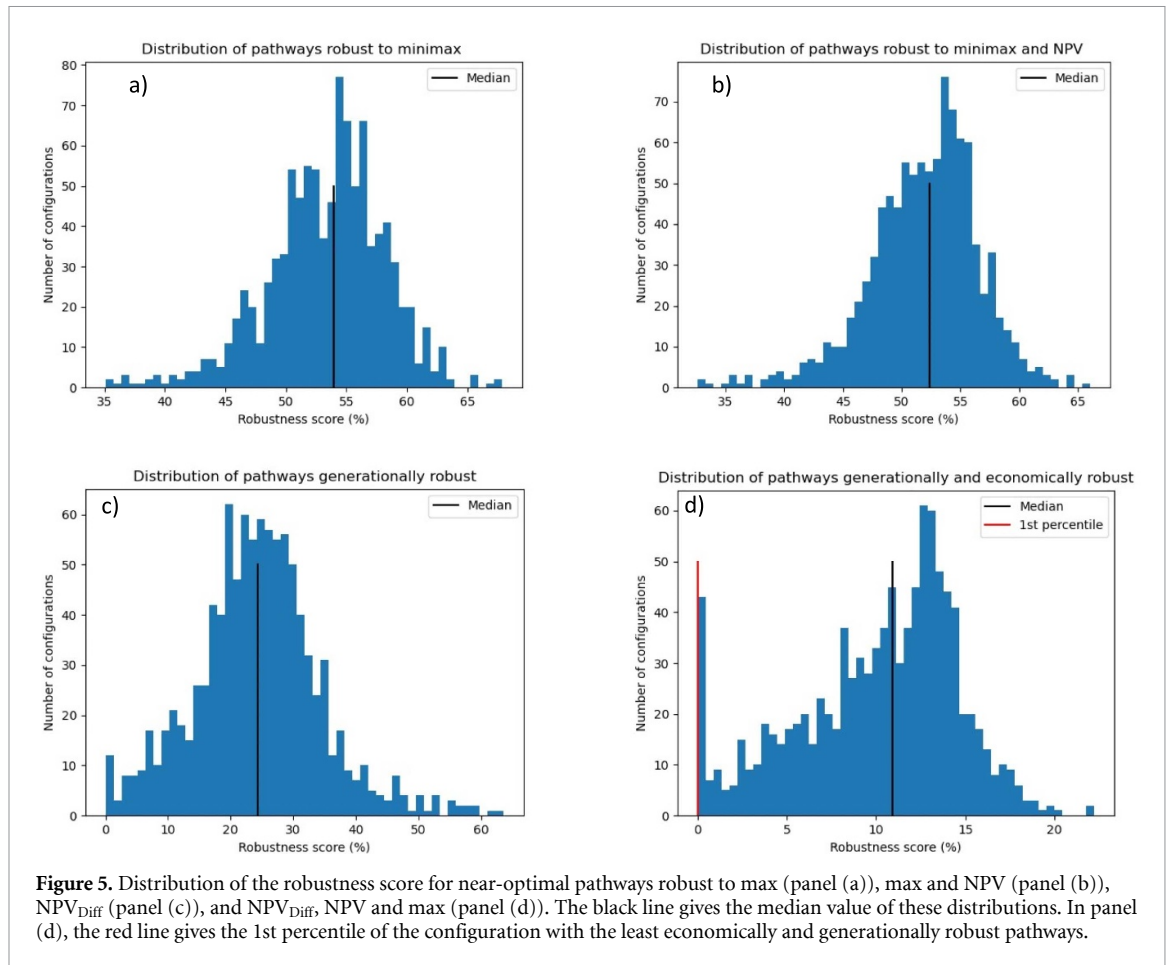 Distribution of pathways robust to minimax
a)
Median
Number of configurations
80
70
60
50
40
30
20
10
0
35 40 45 50 55 60 65
Robustness score (%)
Distribution of pathways robust to minimax and NPV
b)
Median
Number of configurations
70
60
50
40
30
20
10
0
35 40 45 50 55 60 65
Robustness score (%)
Distribution of pathways generationally robust
c)
Median
Number of configurations
60
50
40
30
20
10
0
0 10 20 30 40 50 60
Robustness score (%)
Distribution of pathways generationally and economically robust
d)
Median
1st percentile
Number of configurations
60
50
40
30
20
10
0
0 5 10 15 20
Robustness score (%)
Figure 5. Distribution of the robustness score for near-optimal pathways robust to max (panel (a)), max and NPV (panel (b)),
NPV_Diff (panel (c)), and NPV_Diff, NPV and max (panel (d)). The black line gives the median value of these distributions. In panel
(d), the red line gives the 1st percentile of the configuration with the least economically and generationally robust pathways.